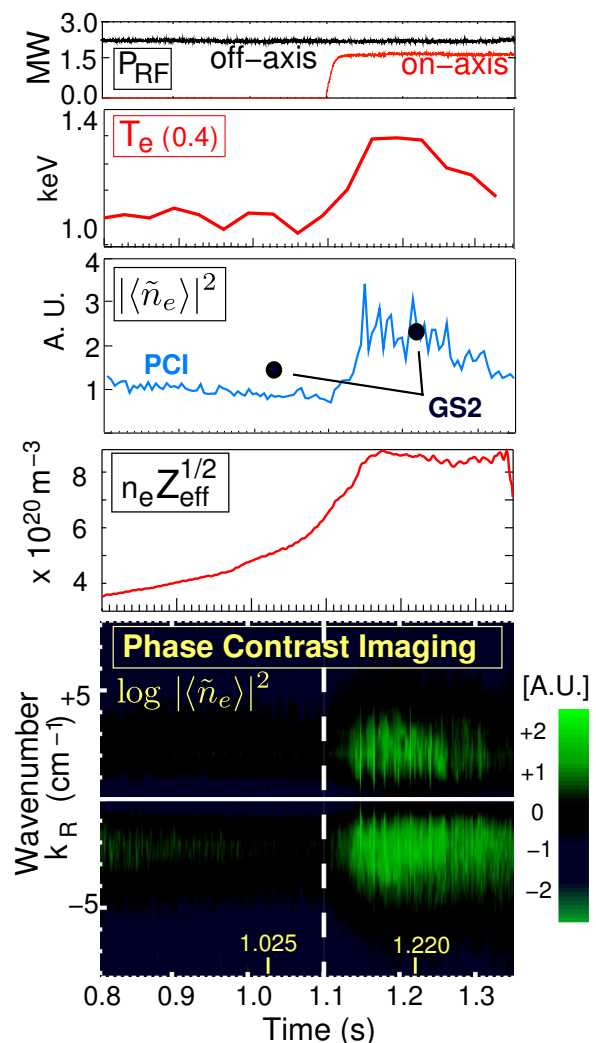 3.0
MW
1.5
0.0
P_RF
off−axis
on−axis
1.4
T_e (0.4)
keV
1.0
4
|⟨ñ_e⟩|²
3
A. U.
2
PCI
1
GS2
8
n_e Z_eff^{1/2}
x 10²⁰ m⁻³
6
4
Phase Contrast Imaging
log |⟨ñ_e⟩|²
[A.U.]
+5
+2
+1
Wavenumber
k_R (cm⁻¹)
0
−1
−2
−5
1.025
1.220
0.8 0.9 1.0 1.1 1.2 1.3
Time (s)